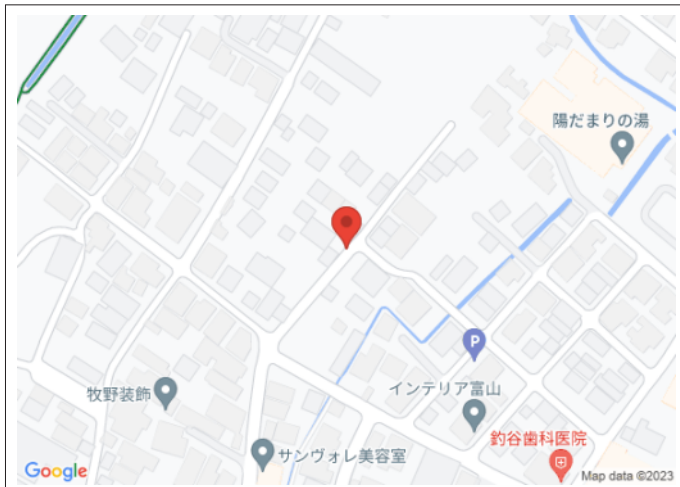 陽だまりの湯
P
インテリア富山
牧野装飾
釣谷歯科医院
サンヴォレ美容室
Google
Map data ©2023